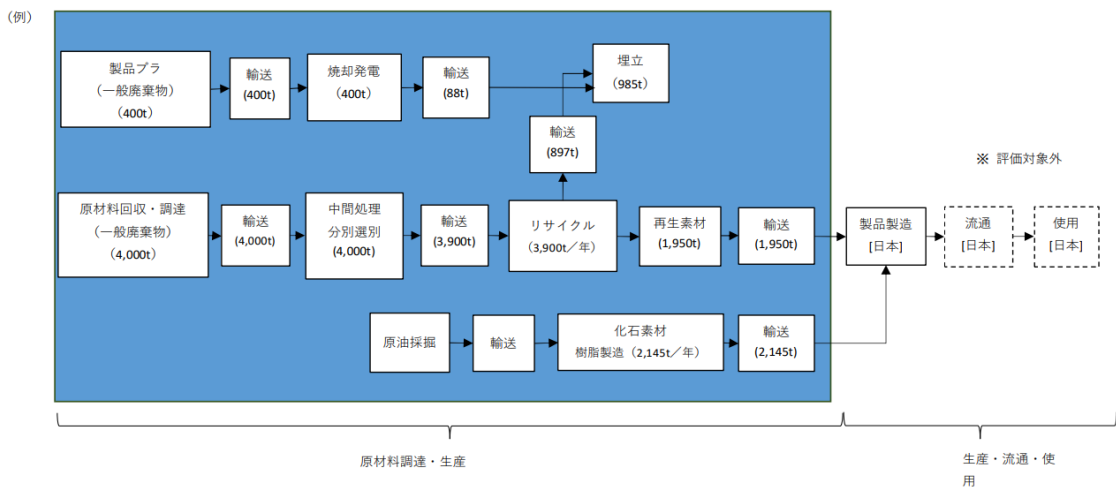 （例）
製品プラ
（一般廃棄物）
（400t）
輸送
(400t)
焼却発電
（400t）
輸送
(88t)
埋立
（985t）
輸送
(897t)
※ 評価対象外
原材料回収・調達
（一般廃棄物）
（4,000t）
輸送
(4,000t)
中間処理
分別選別
(4,000t)
輸送
(3,900t)
リサイクル
（3,900t／年）
再生素材
(1,950t)
輸送
(1,950t)
製品製造
[日本]
流通
[日本]
使用
[日本]
原油採掘
輸送
化石素材
樹脂製造（2,145t／年）
輸送
(2,145t)
原材料調達・生産
生産・流通・使
用